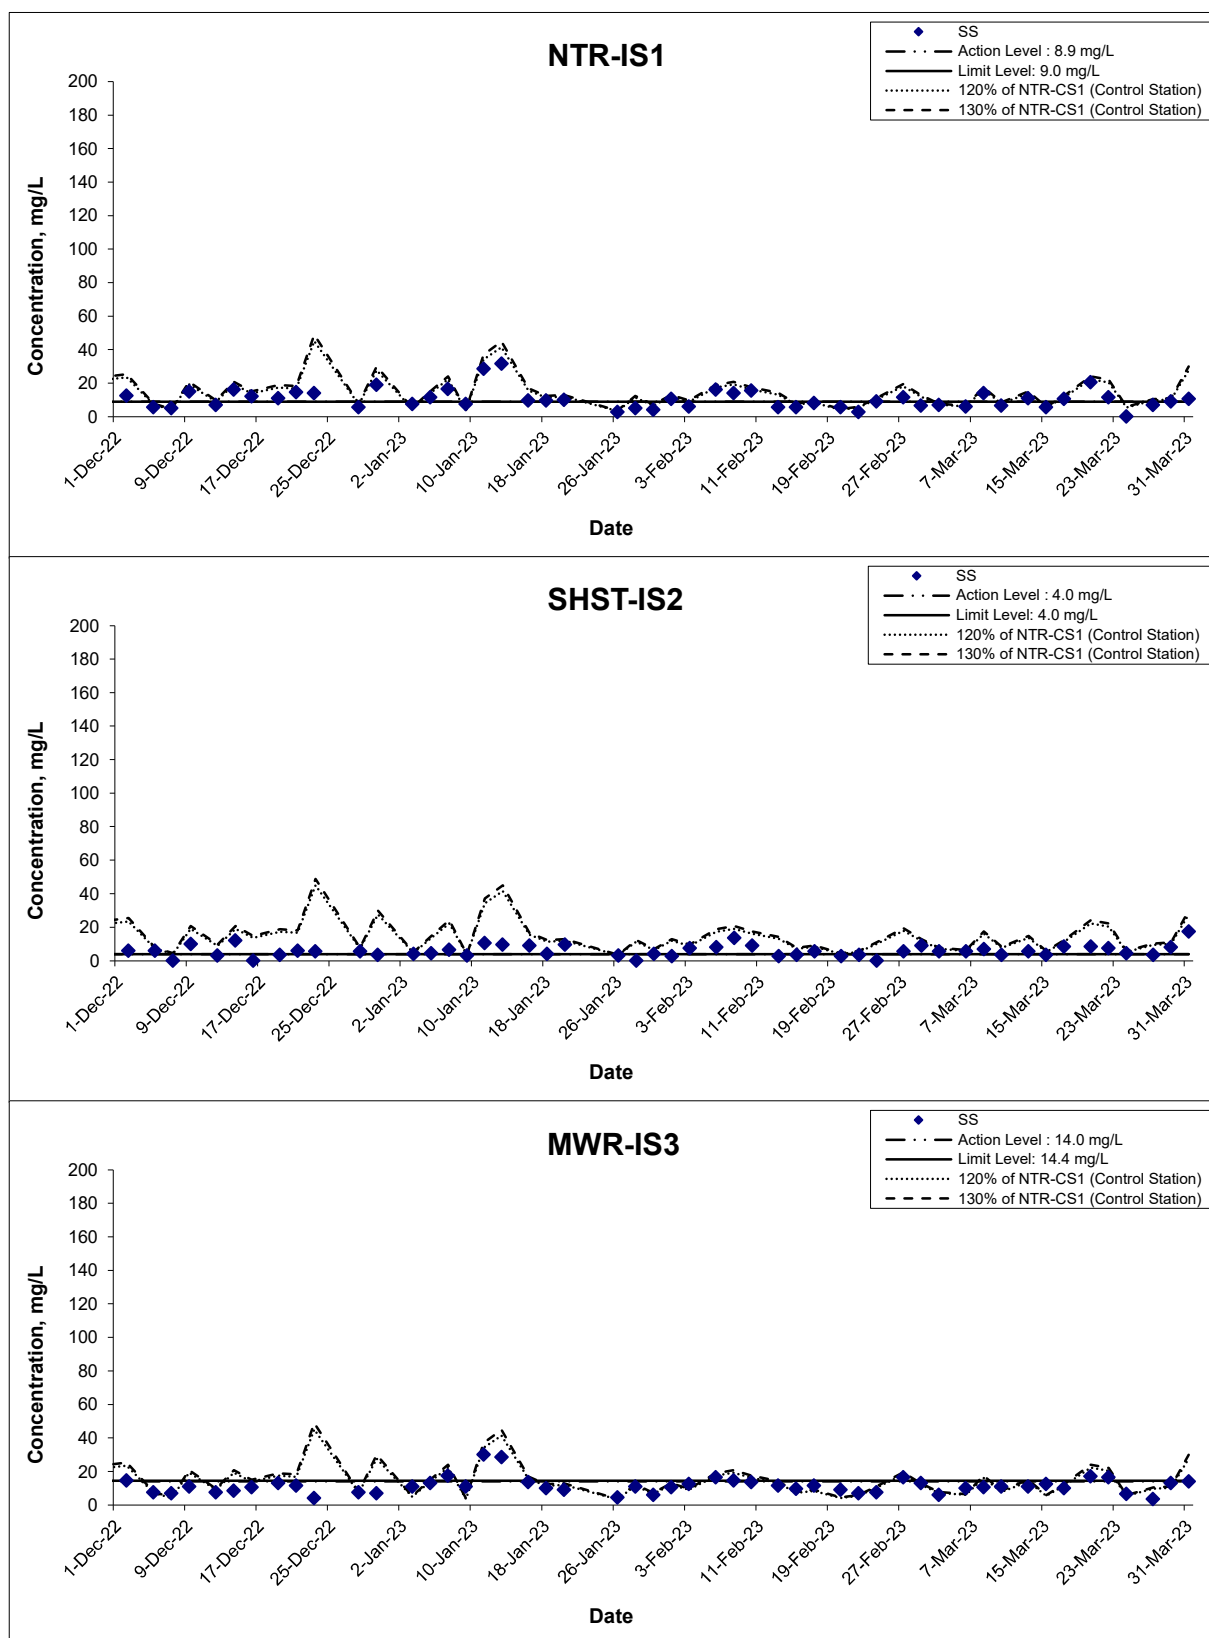 NTR-IS1
SS
Action Level : 8.9 mg/L
Limit Level: 9.0 mg/L
120% of NTR-CS1 (Control Station)
130% of NTR-CS1 (Control Station)
Concentration, mg/L
200
180
160
140
120
100
80
60
40
20
0
1-Dec-22
9-Dec-22
17-Dec-22
25-Dec-22
2-Jan-23
10-Jan-23
18-Jan-23
26-Jan-23
3-Feb-23
11-Feb-23
19-Feb-23
27-Feb-23
7-Mar-23
15-Mar-23
23-Mar-23
31-Mar-23
Date
SHST-IS2
SS
Action Level : 4.0 mg/L
Limit Level: 4.0 mg/L
120% of NTR-CS1 (Control Station)
130% of NTR-CS1 (Control Station)
Concentration, mg/L
200
180
160
140
120
100
80
60
40
20
0
1-Dec-22
9-Dec-22
17-Dec-22
25-Dec-22
2-Jan-23
10-Jan-23
18-Jan-23
26-Jan-23
3-Feb-23
11-Feb-23
19-Feb-23
27-Feb-23
7-Mar-23
15-Mar-23
23-Mar-23
31-Mar-23
Date
MWR-IS3
SS
Action Level : 14.0 mg/L
Limit Level: 14.4 mg/L
120% of NTR-CS1 (Control Station)
130% of NTR-CS1 (Control Station)
Concentration, mg/L
200
180
160
140
120
100
80
60
40
20
0
1-Dec-22
9-Dec-22
17-Dec-22
25-Dec-22
2-Jan-23
10-Jan-23
18-Jan-23
26-Jan-23
3-Feb-23
11-Feb-23
19-Feb-23
27-Feb-23
7-Mar-23
15-Mar-23
23-Mar-23
31-Mar-23
Date